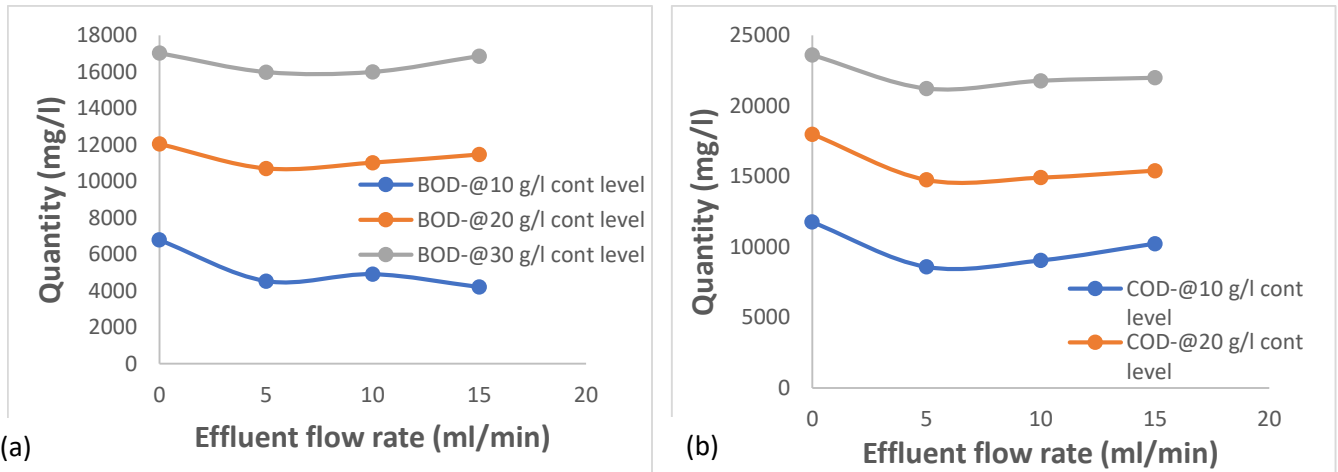 18000
16000
14000
12000
10000
8000
6000
4000
2000
0
0 5 10 15 20
Quantity (mg/l)
Effluent flow rate (ml/min)
BOD-@10 g/l cont level
BOD-@20 g/l cont level
BOD-@30 g/l cont level
(a)
25000
20000
15000
10000
5000
0
0 5 10 15 20
Quantity (mg/l)
Effluent flow rate (ml/min)
COD-@10 g/l cont
level
COD-@20 g/l cont
level
(b)